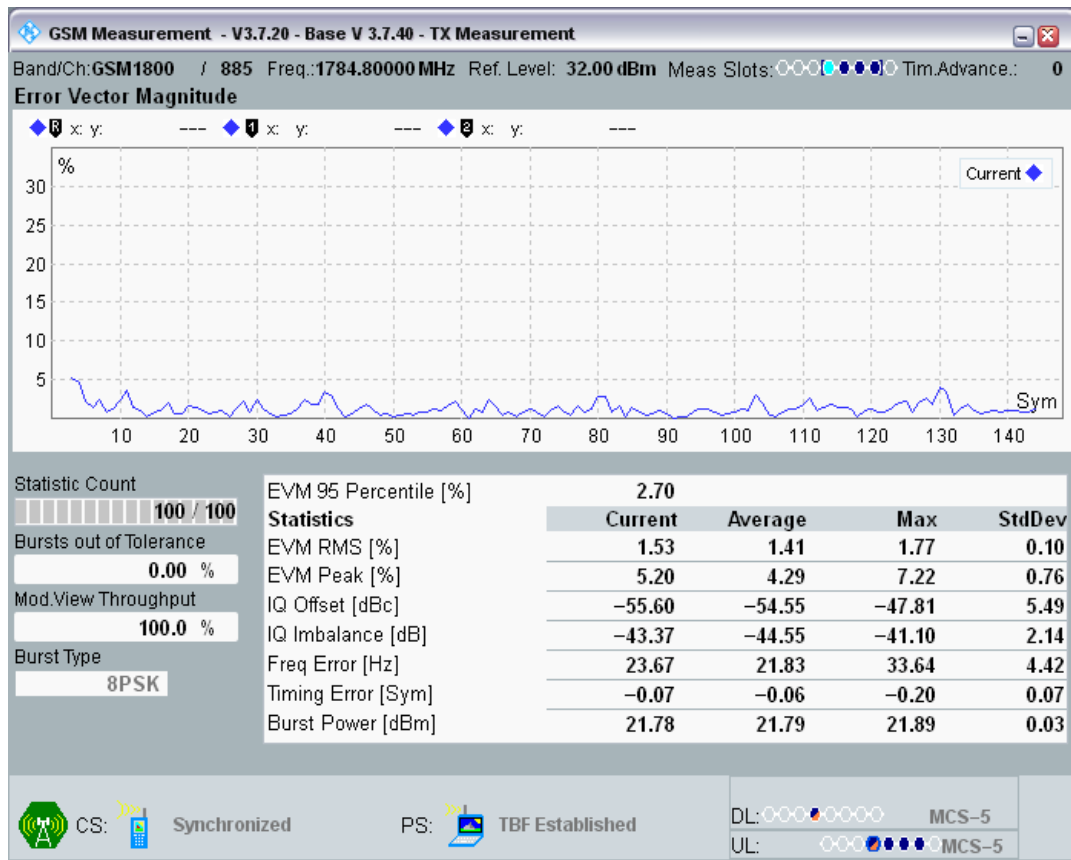 GSM Measurement - V3.7.20 - Base V 3.7.40 - TX Measurement
Band/Ch:GSM1800 / 885 Freq.:1784.80000 MHz Ref. Level: 32.00 dBm Meas Slots: Tim.Advance.: 0
Error Vector Magnitude
R x: y: --- 1 x: y: --- 2 x: y: ---
%
Current
30
25
20
15
10
5
Sym
10 20 30 40 50 60 70 80 90 100 110 120 130 140
Statistic Count
100 / 100
Bursts out of Tolerance
0.00 %
Mod.View Throughput
100.0 %
Burst Type
8PSK
EVM 95 Percentile [%] 2.70
Statistics Current Average Max StdDev
EVM RMS [%] 1.53 1.41 1.77 0.10
EVM Peak [%] 5.20 4.29 7.22 0.76
IQ Offset [dBc] −55.60 −54.55 −47.81 5.49
IQ Imbalance [dB] −43.37 −44.55 −41.10 2.14
Freq Error [Hz] 23.67 21.83 33.64 4.42
Timing Error [Sym] −0.07 −0.06 −0.20 0.07
Burst Power [dBm] 21.78 21.79 21.89 0.03
CS: Synchronized PS: TBF Established
DL: MCS−5
UL: MCS−5